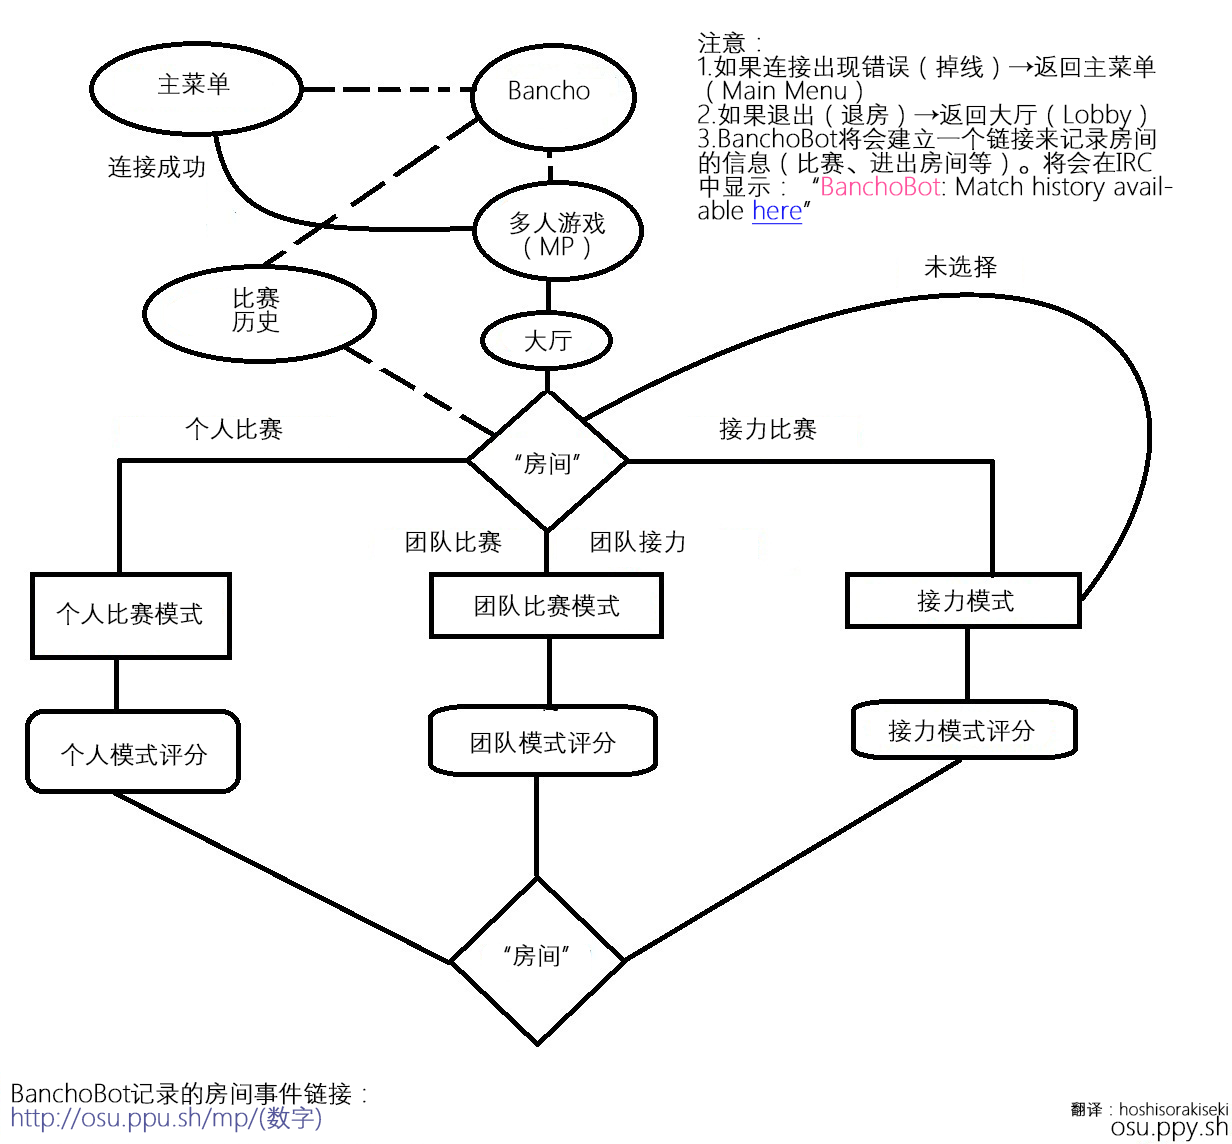 注意：
1.如果连接出现错误（掉线）→返回主菜单
（Main Menu）
2.如果退出（退房）→返回大厅（Lobby）
3.BanchoBot将会建立一个链接来记录房间
的信息（比赛、进出房间等）。将会在IRC
中显示： “BanchoBot: Match history avail-
able here”
主菜单
Bancho
连接成功
多人游戏
（MP）
未选择
比赛
历史
大厅
个人比赛
接力比赛
“房间”
团队比赛
团队接力
个人比赛模式
团队比赛模式
接力模式
个人模式评分
团队模式评分
接力模式评分
“房间”
BanchoBot记录的房间事件链接：
http://osu.ppu.sh/mp/(数字)
翻译：hoshisorakiseki
osu.ppy.sh